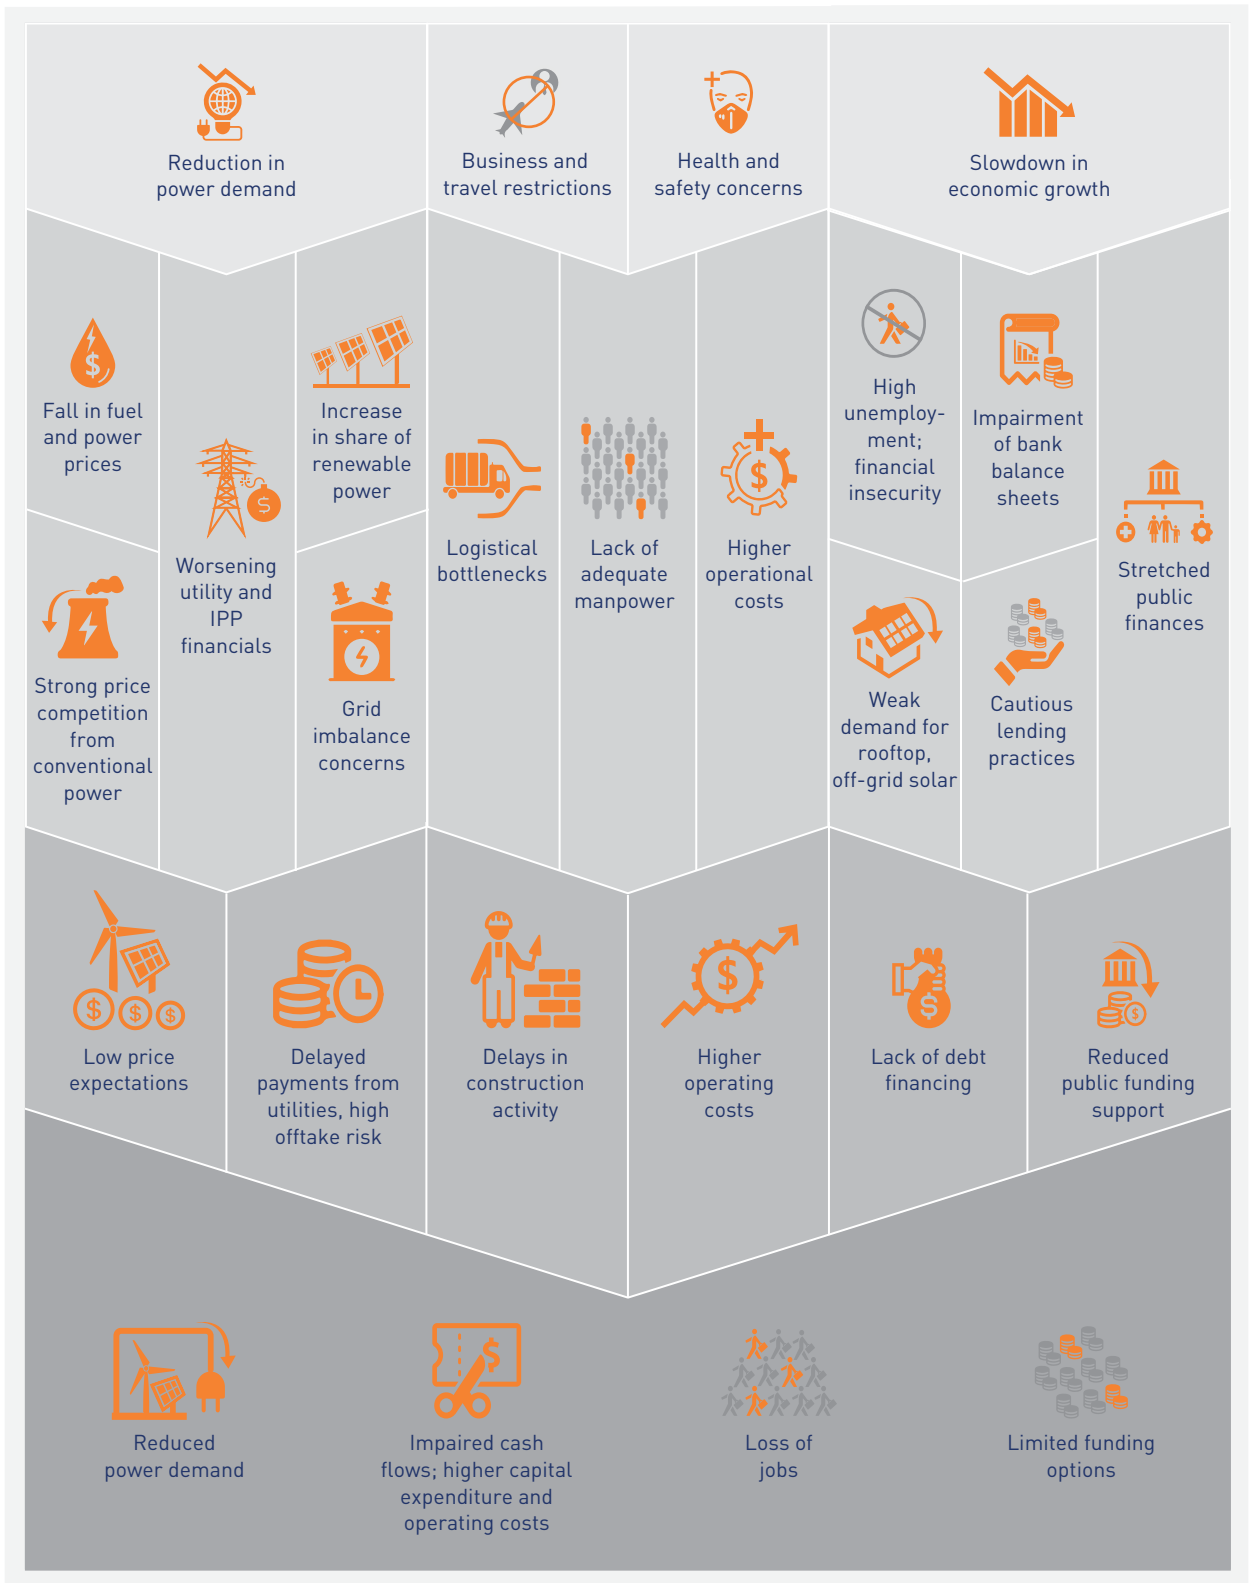 Reduction in
power demand
Business and
travel restrictions
Health and
safety concerns
Slowdown in
economic growth
Fall in fuel
and power
prices
Strong price
competition
from
conventional
power
Worsening
utility and
IPP
financials
Increase
in share of
renewable
power
Grid
imbalance
concerns
Logistical
bottlenecks
Lack of
adequate
manpower
Higher
operational
costs
High
unemploy-
ment;
financial
insecurity
Weak
demand for
rooftop,
off-grid solar
Impairment
of bank
balance
sheets
Cautious
lending
practices
Stretched
public
finances
Low price
expectations
Delayed
payments from
utilities, high
offtake risk
Delays in
construction
activity
Higher
operating
costs
Lack of debt
financing
Reduced
public funding
support
Reduced
power demand
Impaired cash
flows; higher capital
expenditure and
operating costs
Loss of
jobs
Limited funding
options